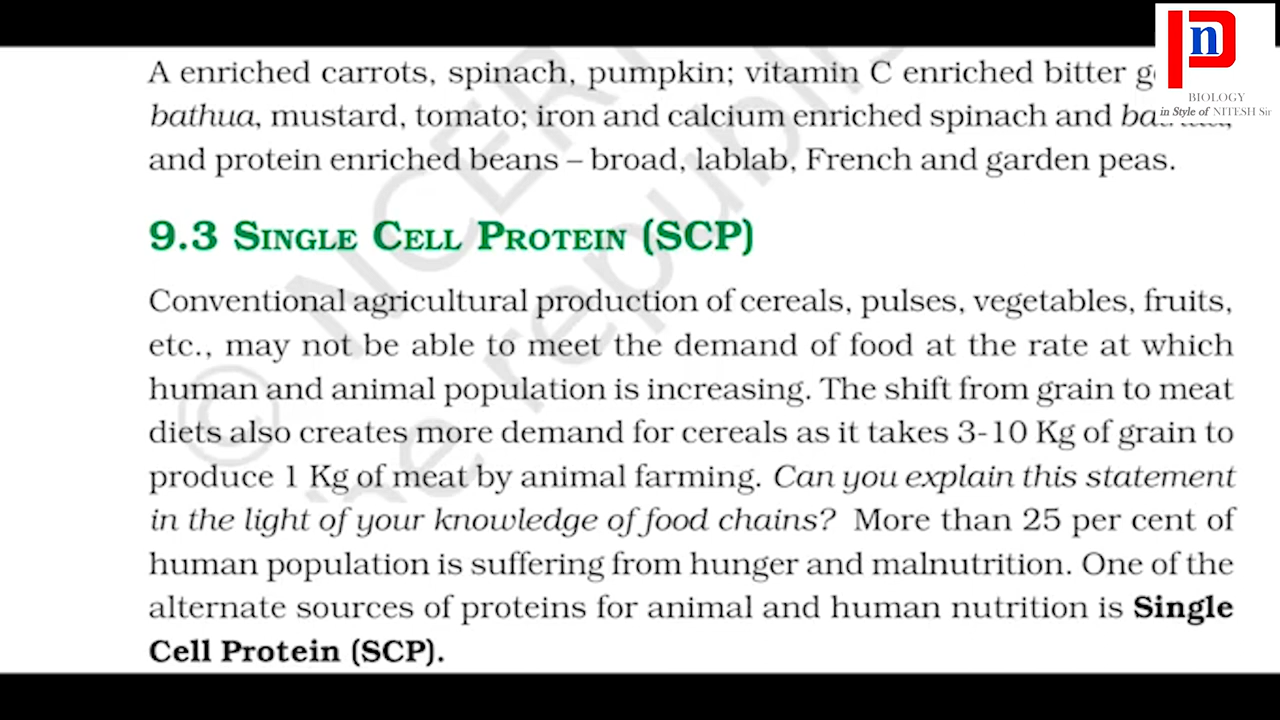 A enriched carrots, spinach, pumpkin; vitamin C enriched bitter
bathua, mustard, tomato; iron and calcium enriched spinach and
and protein enriched beans – broad, lablab, French and garden peas.
9.3 SINGLE CELL PROTEIN (SCP)
Conventional agricultural production of cereals, pulses, vegetables, fruits,
etc., may not be able to meet the demand of food at the rate at which
human and animal population is increasing. The shift from grain to meat
diets also creates more demand for cereals as it takes 3-10 Kg of grain to
produce 1 Kg of meat by animal farming. Can you explain this statement
in the light of your knowledge of food chains? More than 25 per cent of
human population is suffering from hunger and malnutrition. One of the
alternate sources of proteins for animal and human nutrition is Single
Cell Protein (SCP).
n
BIOLOGY
in Style of NITESH Sir
© NCERT
republi